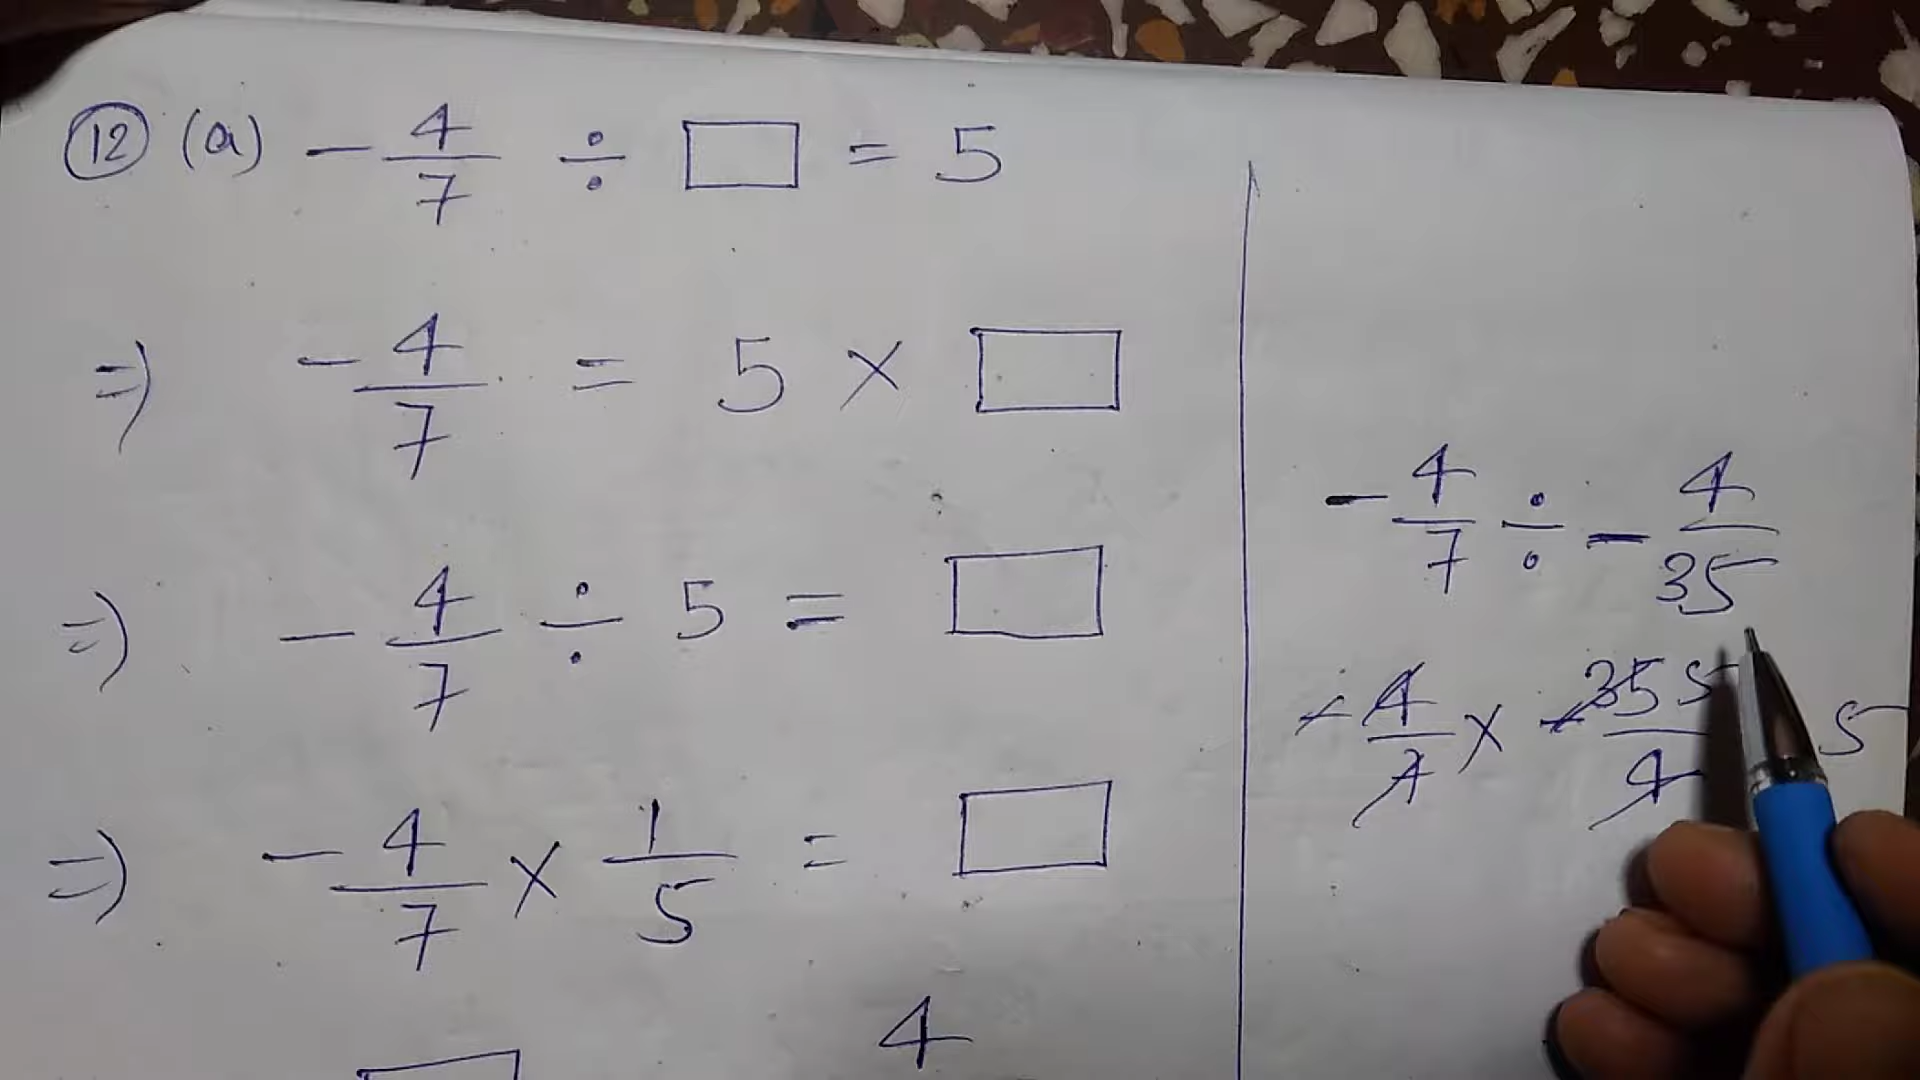 12 (a) - 4/7 ÷ □ = 5
=) - 4/7 = 5 × □
=) - 4/7 ÷ 5 = □
=) - 4/7 × 1/5 = □
□ 4
- 4/7 ÷ - 4/35
- 4/7 × - 35/4 5 5